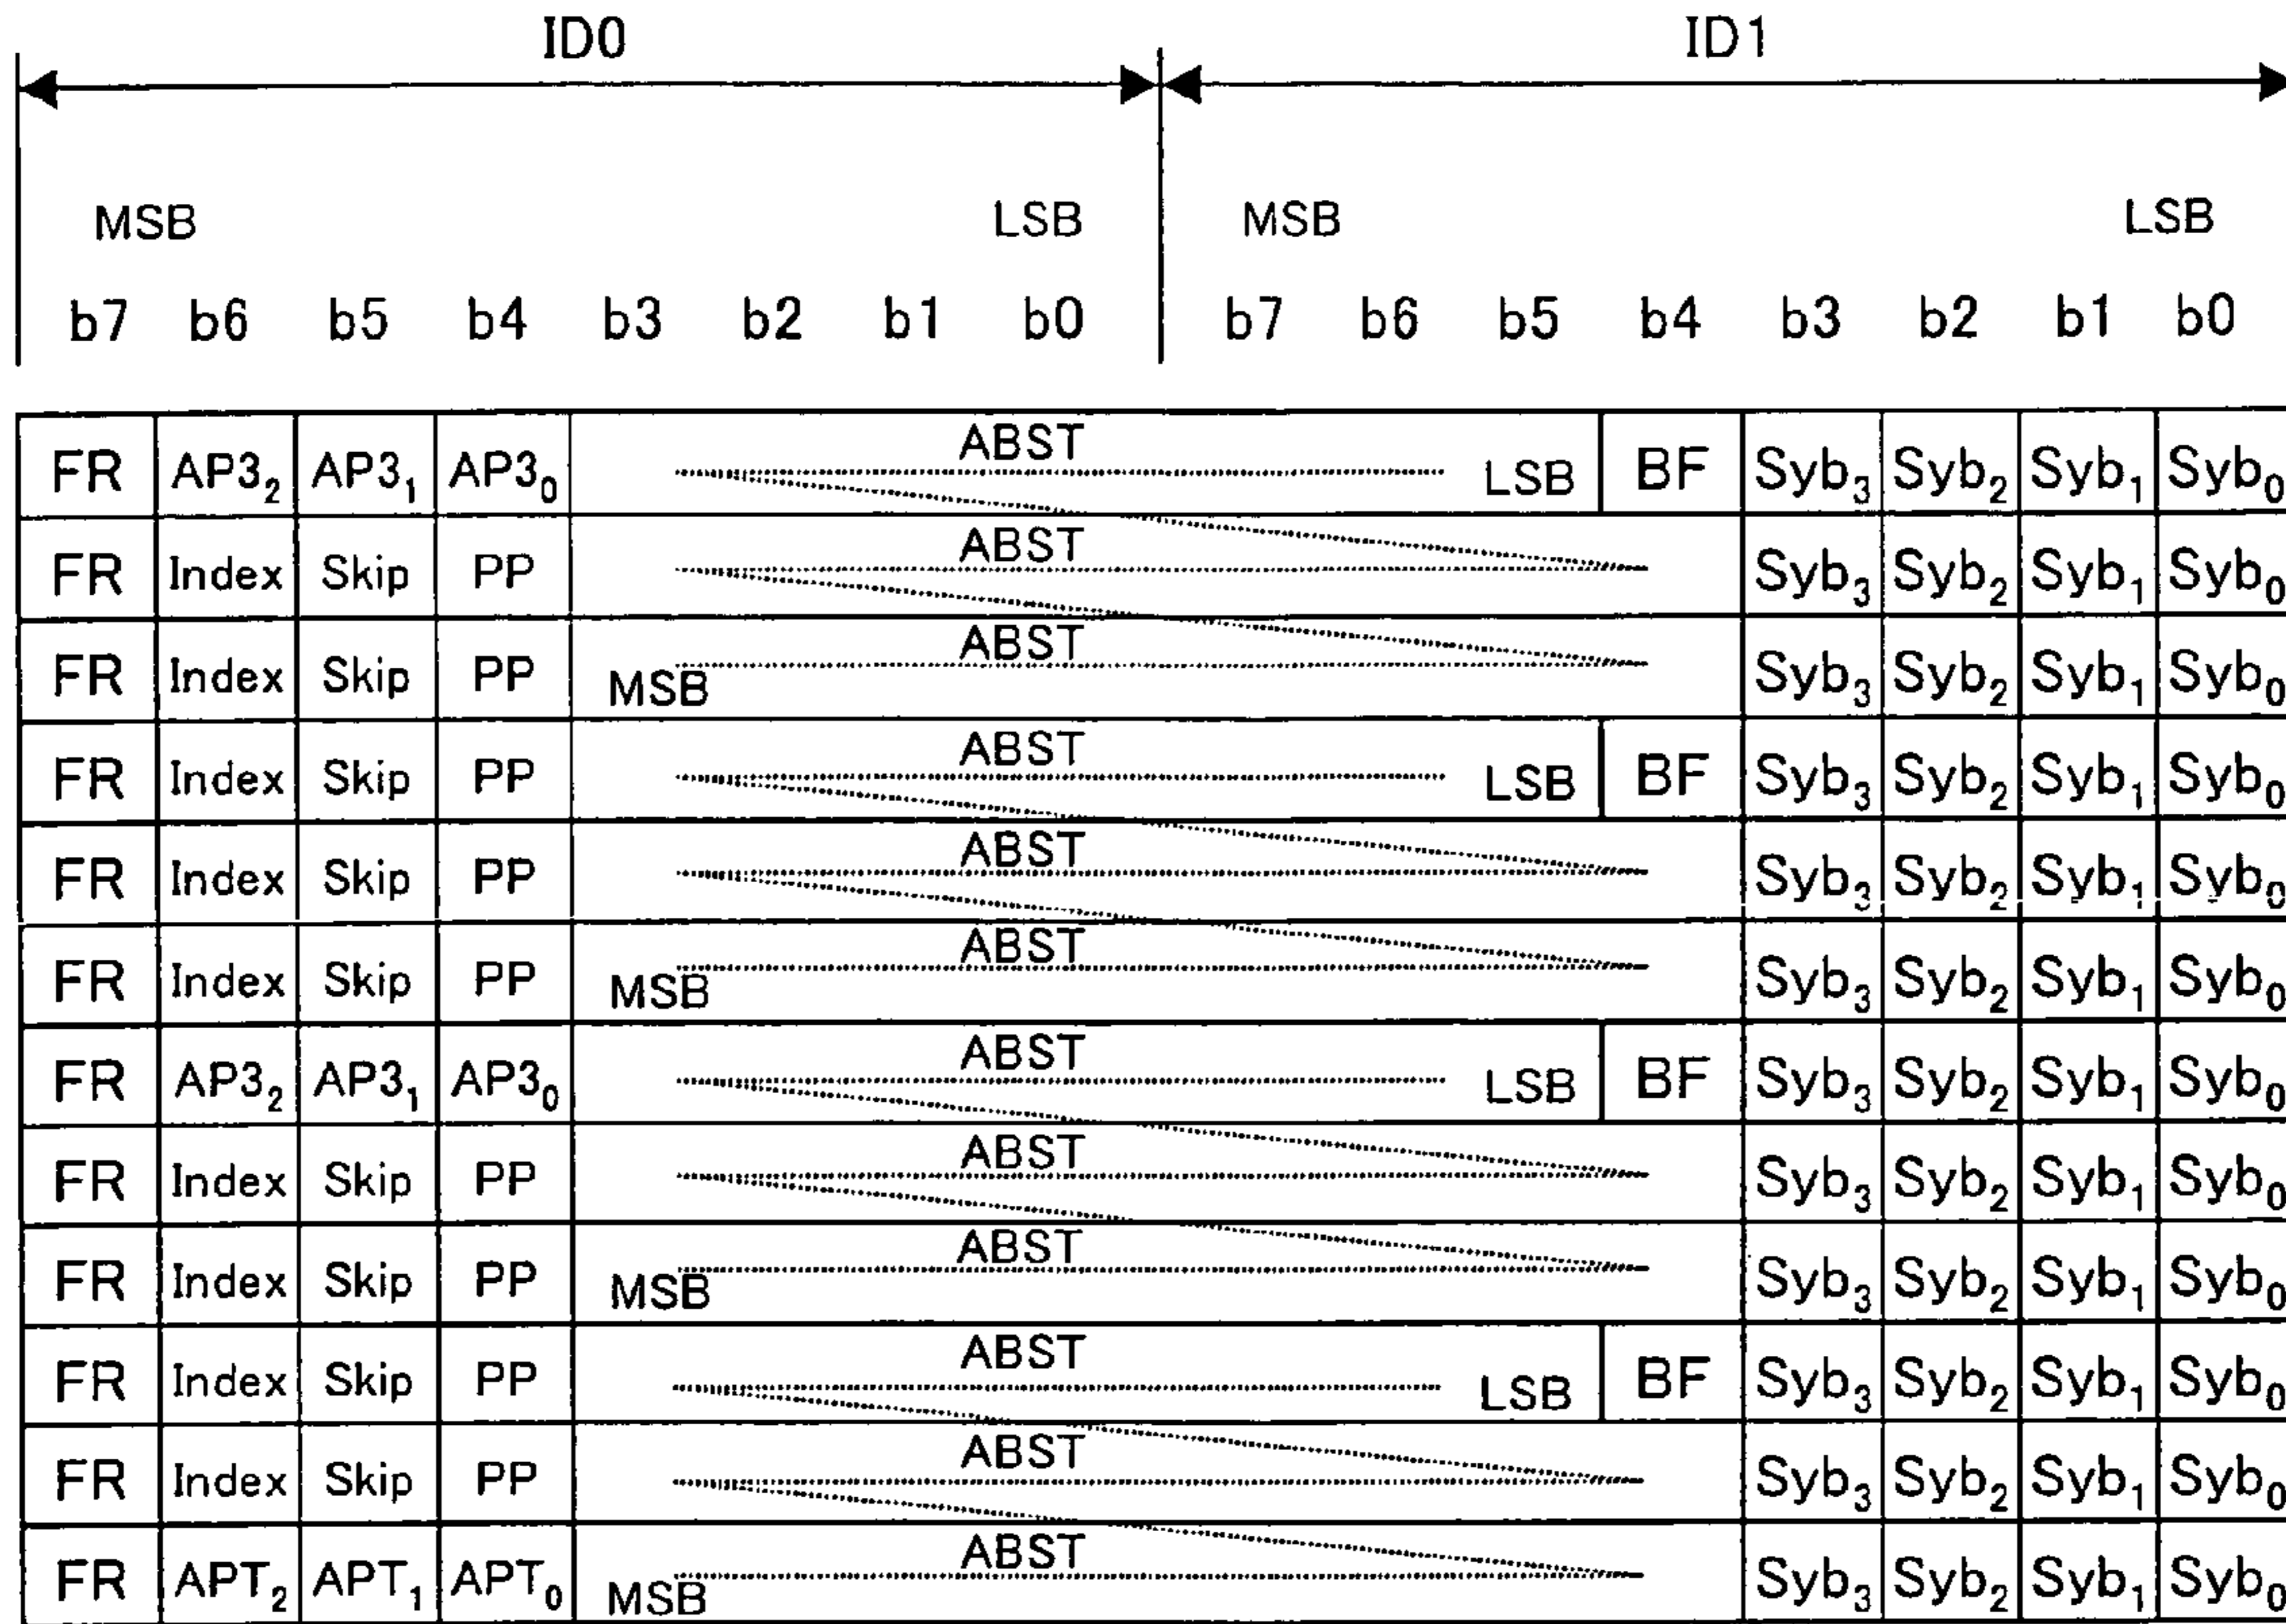 ID0 ID1
MSB LSB MSB LSB
b7 b6 b5 b4 b3 b2 b1 b0 b7 b6 b5 b4 b3 b2 b1 b0
FR AP3₂ AP3₁ AP3₀ ABST LSB BF Syb₃ Syb₂ Syb₁ Syb₀
FR Index Skip PP ABST Syb₃ Syb₂ Syb₁ Syb₀
FR Index Skip PP MSB ABST Syb₃ Syb₂ Syb₁ Syb₀
FR Index Skip PP ABST LSB BF Syb₃ Syb₂ Syb₁ Syb₀
FR Index Skip PP ABST Syb₃ Syb₂ Syb₁ Syb₀
FR Index Skip PP MSB ABST Syb₃ Syb₂ Syb₁ Syb₀
FR AP3₂ AP3₁ AP3₀ ABST LSB BF Syb₃ Syb₂ Syb₁ Syb₀
FR Index Skip PP ABST Syb₃ Syb₂ Syb₁ Syb₀
FR Index Skip PP MSB ABST Syb₃ Syb₂ Syb₁ Syb₀
FR Index Skip PP ABST LSB BF Syb₃ Syb₂ Syb₁ Syb₀
FR Index Skip PP ABST Syb₃ Syb₂ Syb₁ Syb₀
FR APT₂ APT₁ APT₀ MSB ABST Syb₃ Syb₂ Syb₁ Syb₀